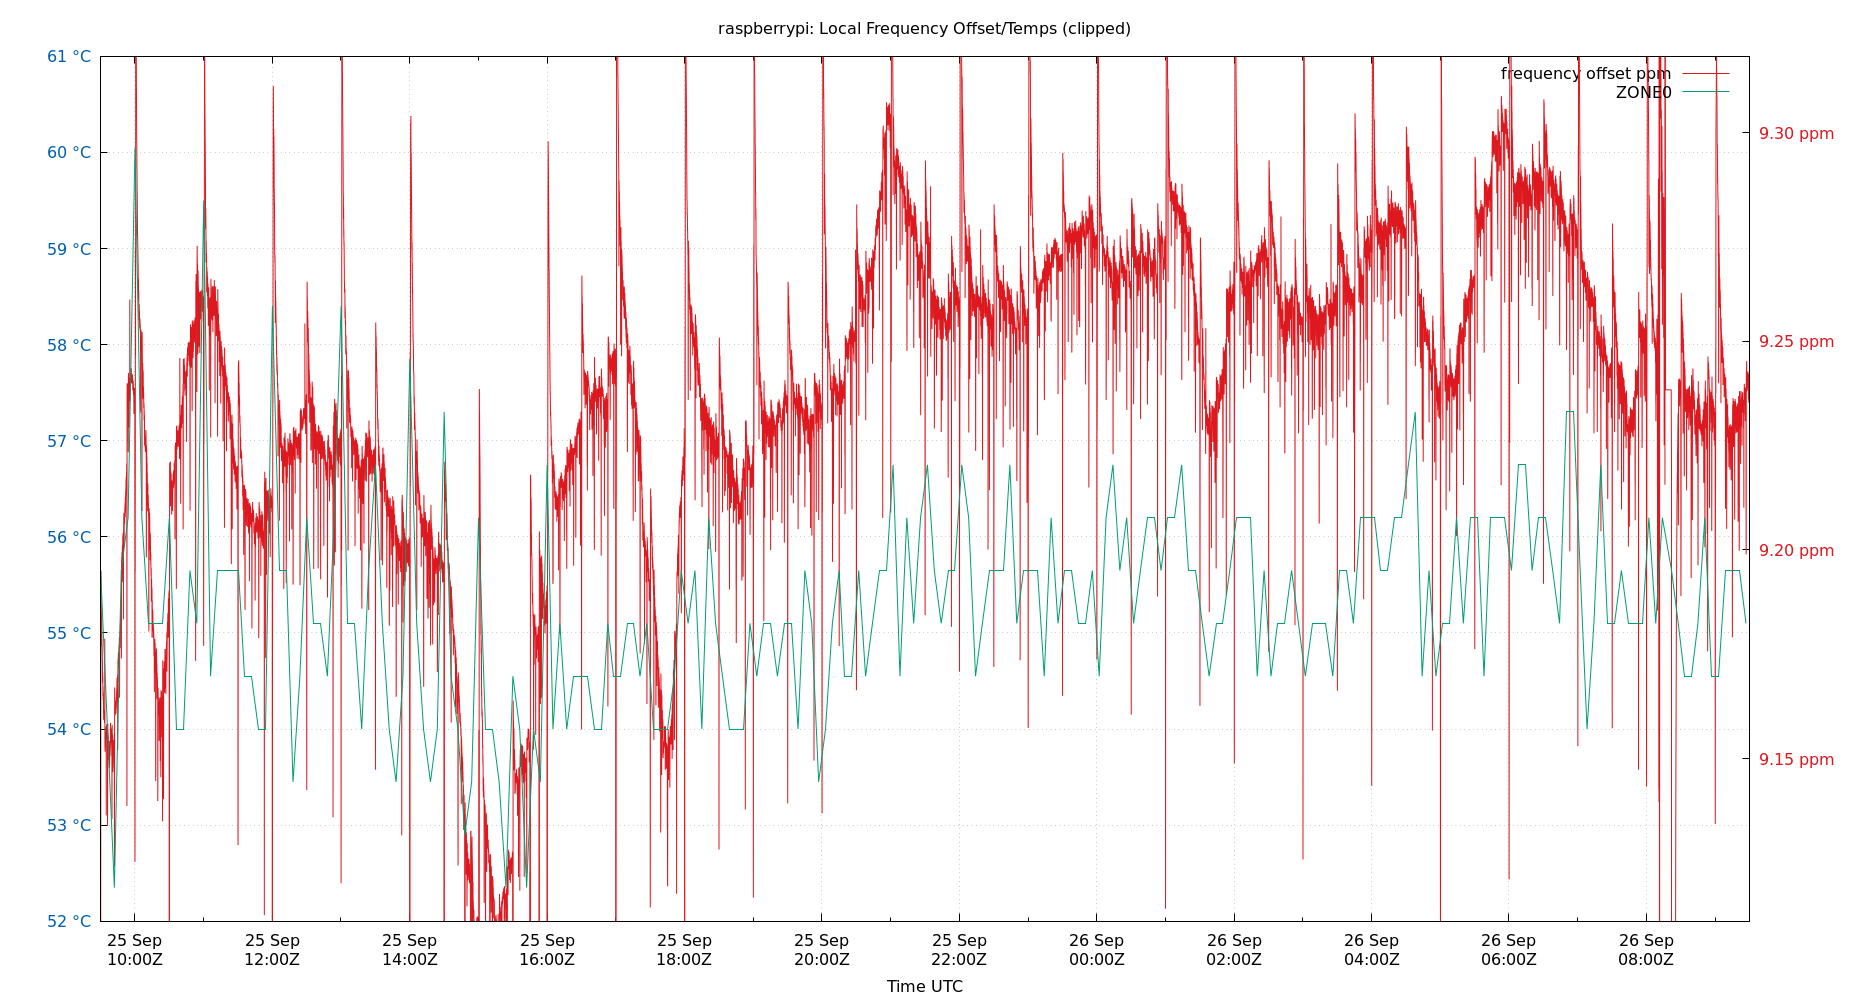 raspberrypi: Local Frequency Offset/Temps (clipped)
61 °C
60 °C
59 °C
58 °C
57 °C
56 °C
55 °C
54 °C
53 °C
52 °C
frequency offset ppm
ZONE0
9.30 ppm
9.25 ppm
9.20 ppm
9.15 ppm
25 Sep 25 Sep 25 Sep 25 Sep 25 Sep 25 Sep 25 Sep 26 Sep 26 Sep 26 Sep 26 Sep 26 Sep
10:00Z 12:00Z 14:00Z 16:00Z 18:00Z 20:00Z 22:00Z 00:00Z 02:00Z 04:00Z 06:00Z 08:00Z
Time UTC